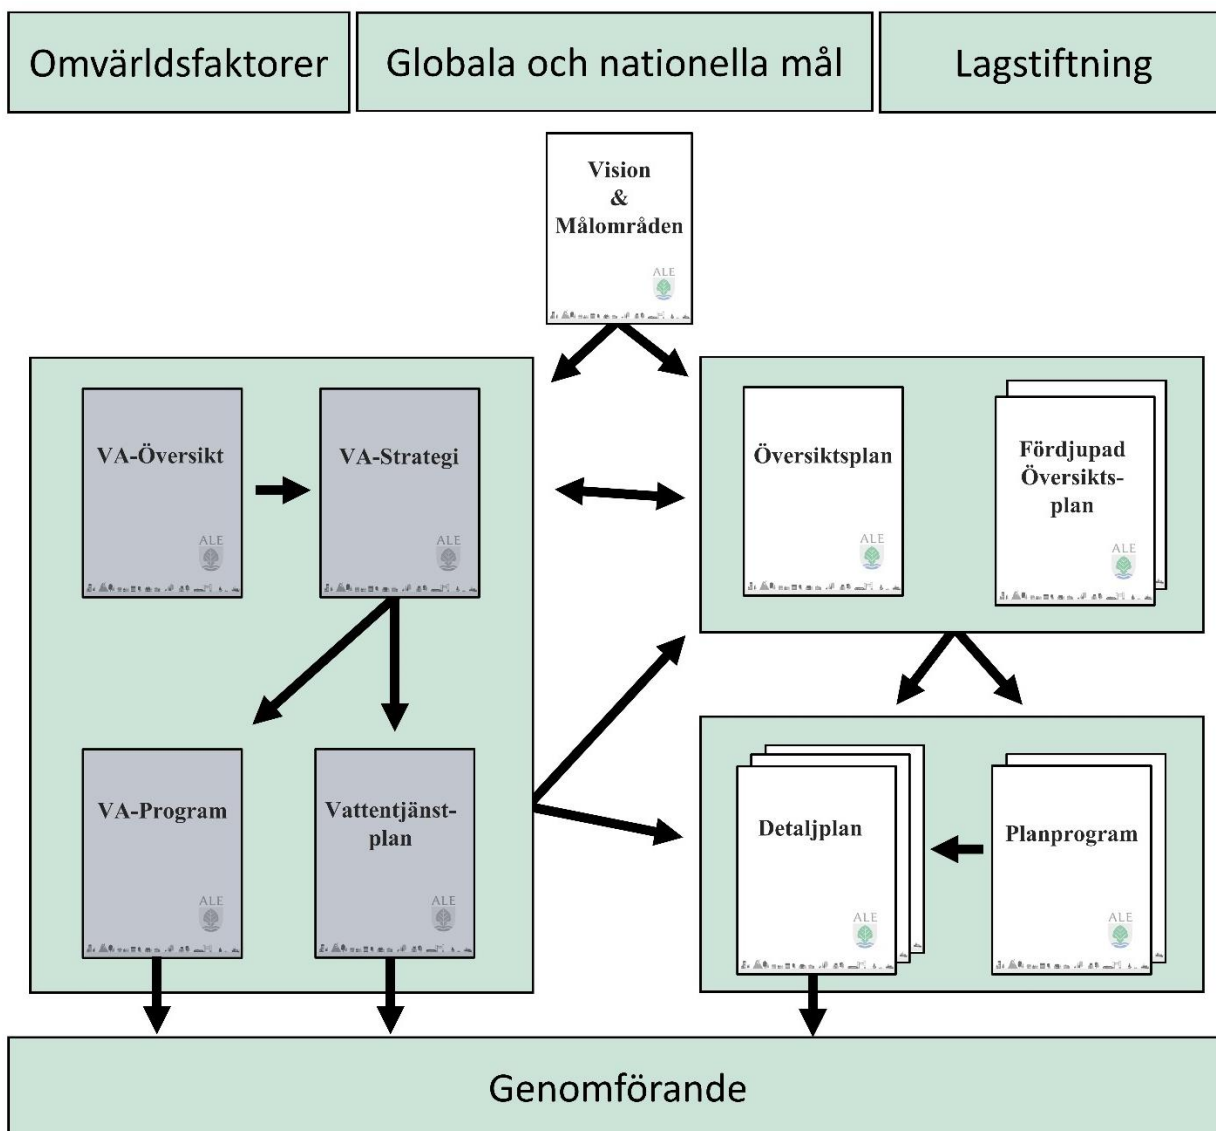 Omvärldsfaktorer
Globala och nationella mål
Lagstiftning
Vision
&
Målområden
ALE
VA-Översikt
ALE
VA-Strategi
ALE
Översiktsplan
ALE
Fördjupad
Översikts-
plan
ALE
VA-Program
ALE
Vattentjänst-
plan
ALE
Detaljplan
ALE
Planprogram
ALE
Genomförande